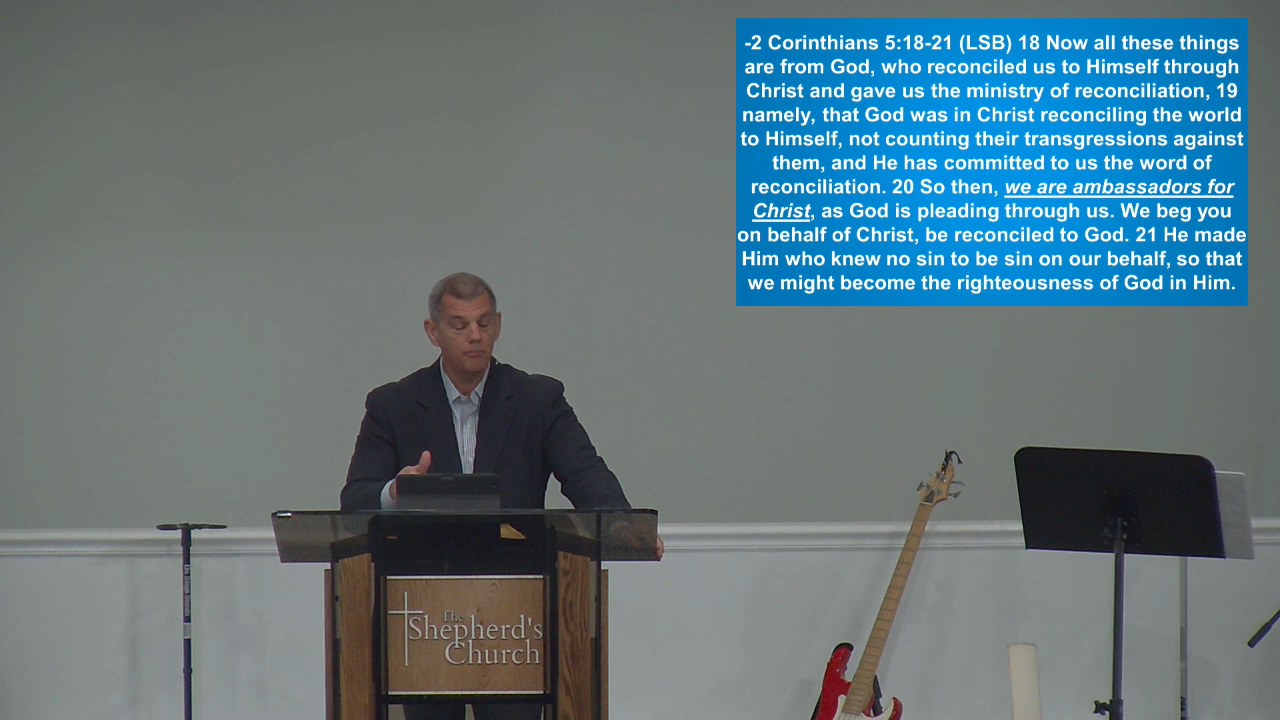 -2 Corinthians 5:18-21 (LSB) 18 Now all these things
are from God, who reconciled us to Himself through
Christ and gave us the ministry of reconciliation, 19
namely, that God was in Christ reconciling the world
to Himself, not counting their transgressions against
them, and He has committed to us the word of
reconciliation. 20 So then, we are ambassadors for
Christ, as God is pleading through us. We beg you
on behalf of Christ, be reconciled to God. 21 He made
Him who knew no sin to be sin on our behalf, so that
we might become the righteousness of God in Him.
The
Shepherd's
Church